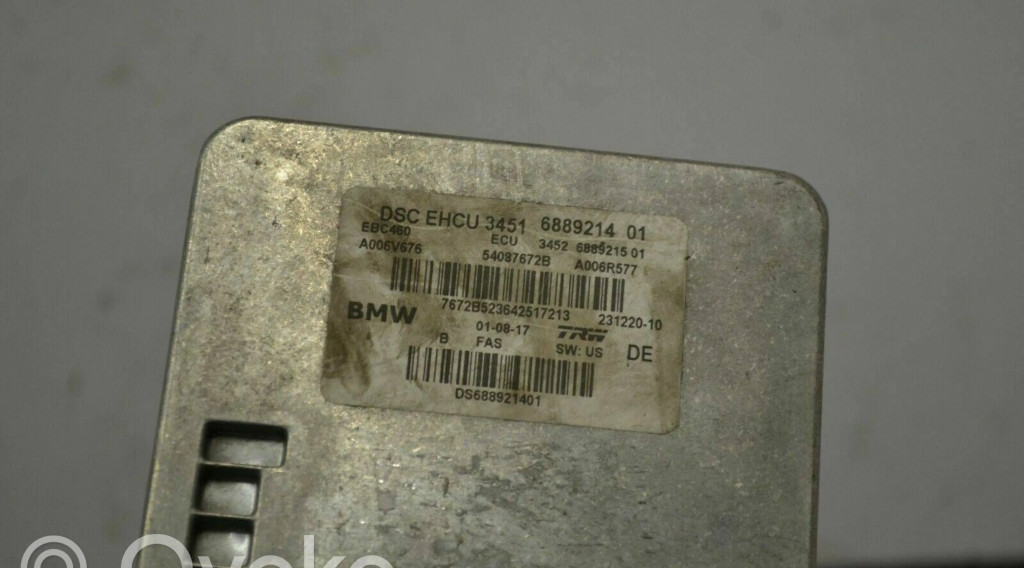 DSC EHCU 3451 6889214 01
EBC460 ECU 3452 6889215 01
A006V676 54087672B A006R577
7672B523642517213 231220-10
BMW 01-08-17 TRW
B FAS SW: US DE
DS688921401
© Ovoko